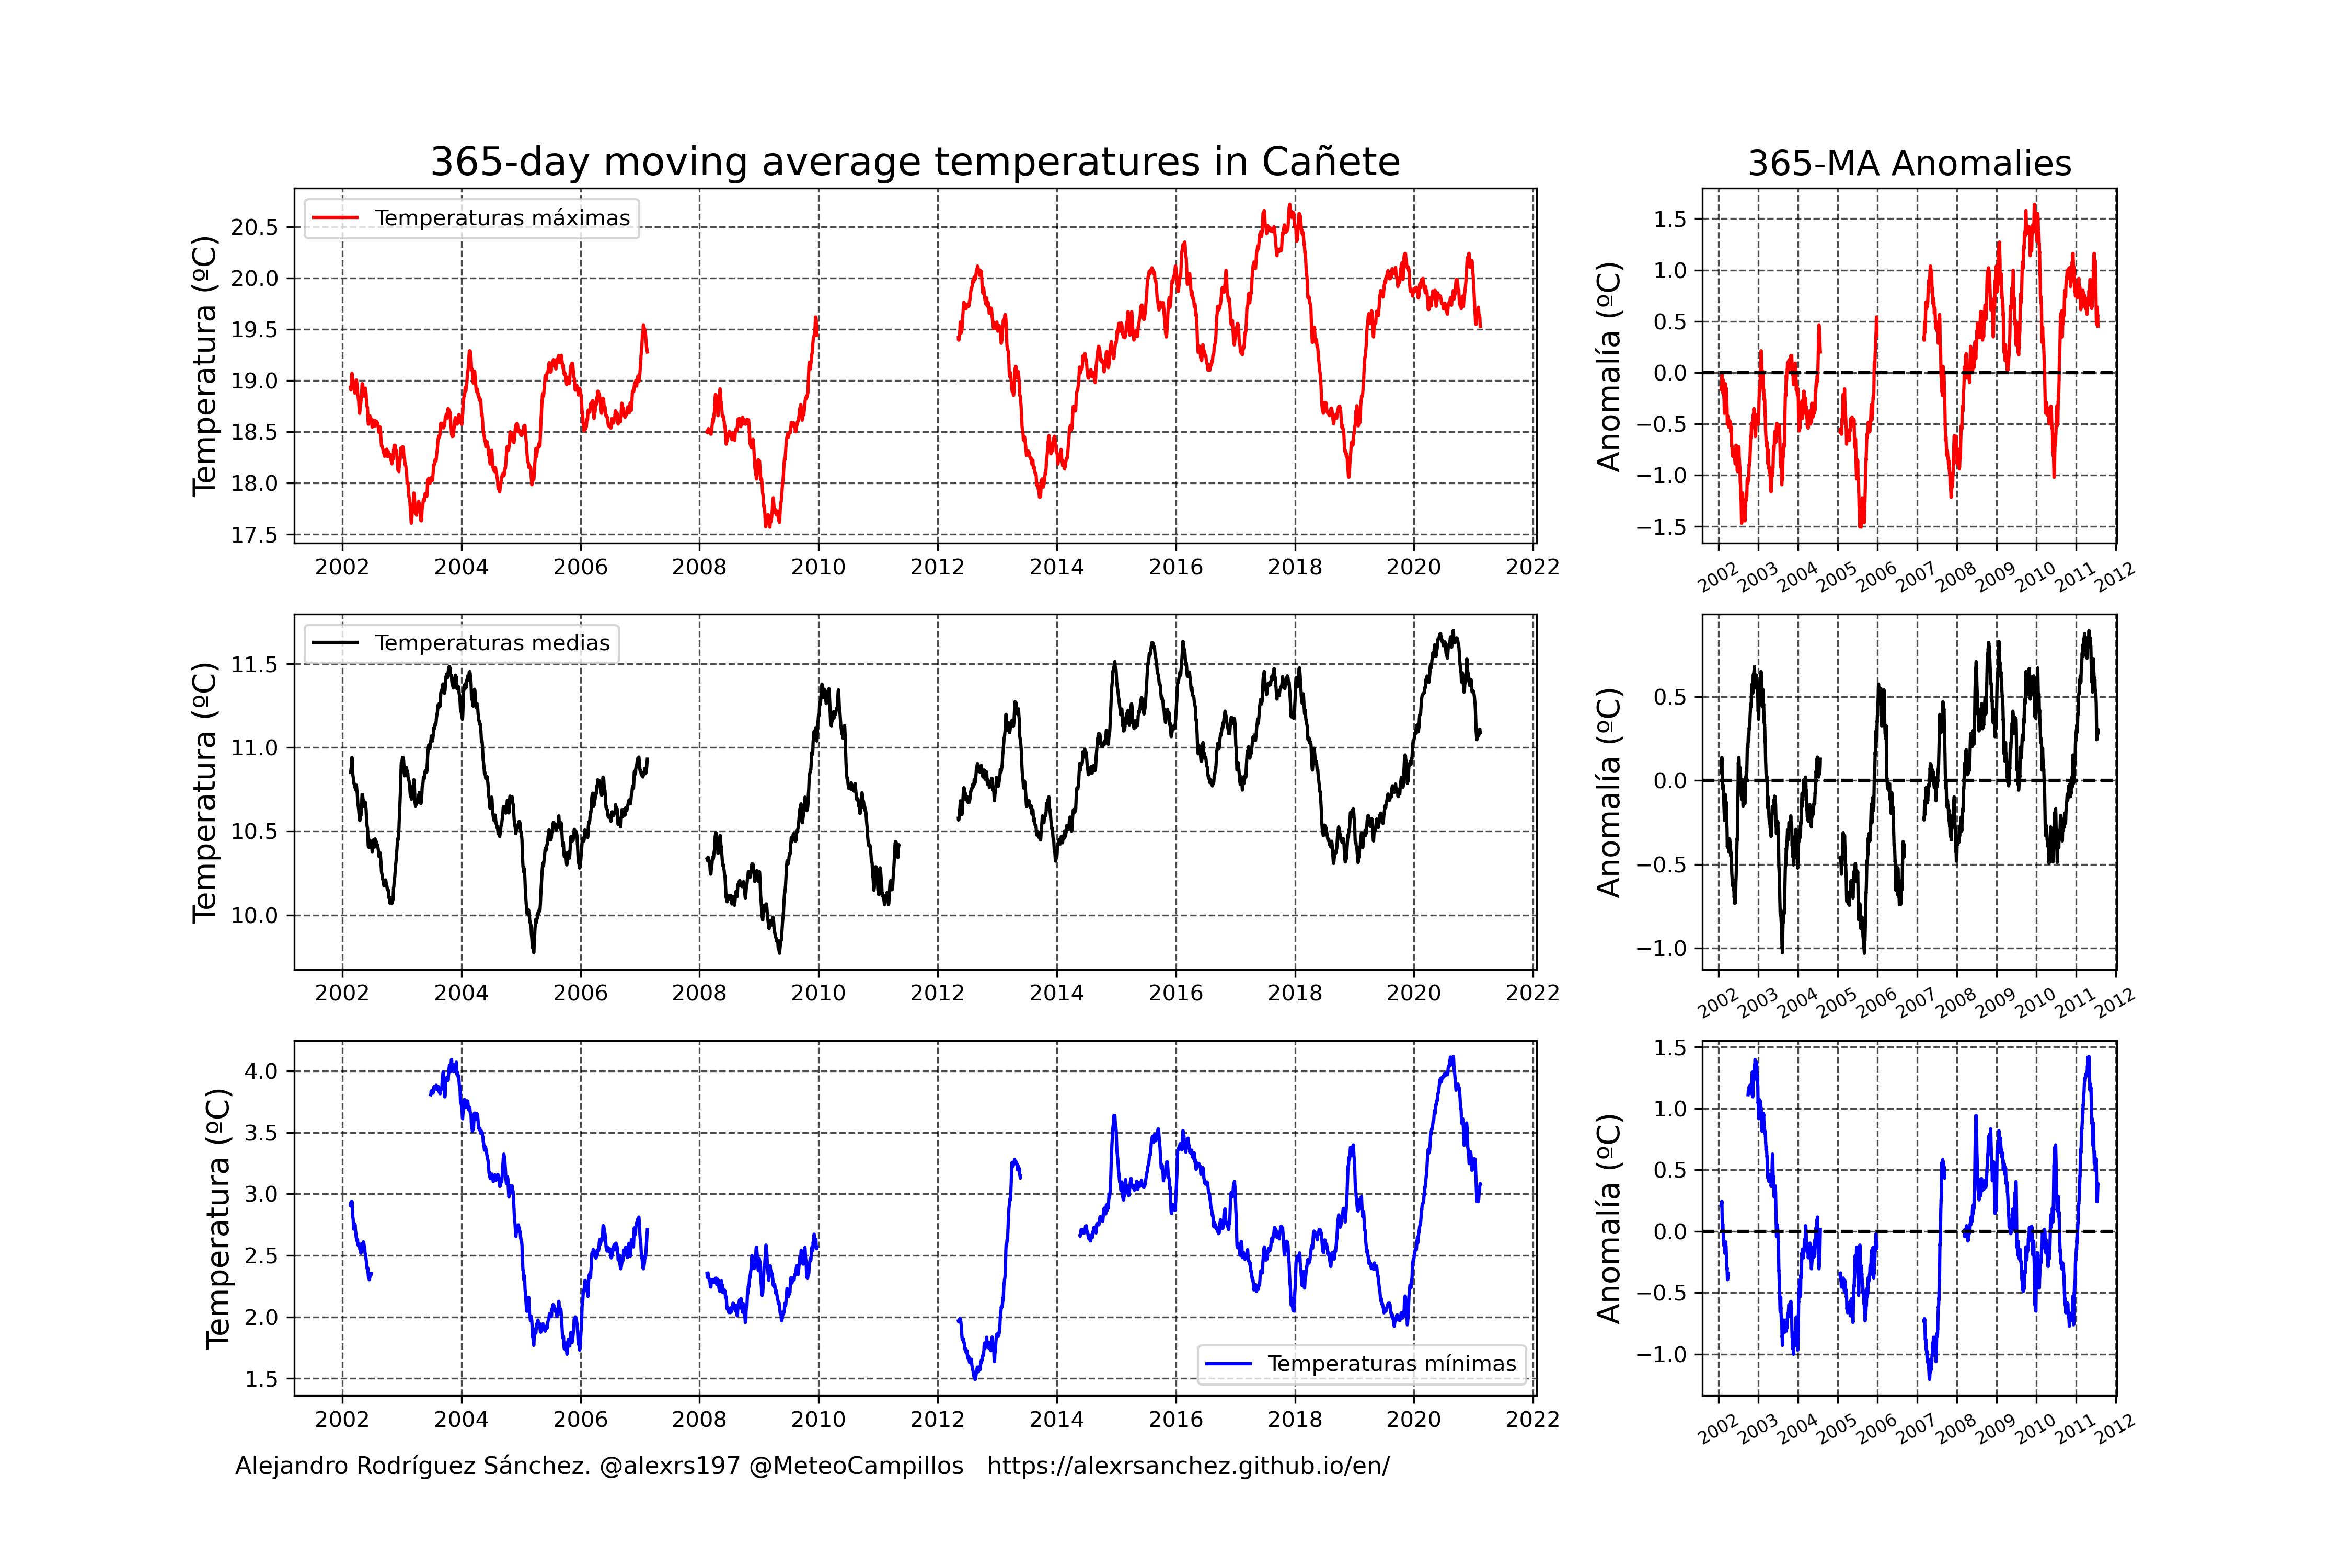 365-day moving average temperatures in Cañete
365-MA Anomalies
Temperatura (ºC)
20.5
20.0
19.5
19.0
18.5
18.0
17.5
Temperaturas máximas
2002 2004 2006 2008 2010 2012 2014 2016 2018 2020 2022
Anomalía (ºC)
1.5
1.0
0.5
0.0
−0.5
−1.0
−1.5
2002 2003 2004 2005 2006 2007 2008 2009 2010 2011 2012
Temperatura (ºC)
11.5
11.0
10.5
10.0
Temperaturas medias
2002 2004 2006 2008 2010 2012 2014 2016 2018 2020 2022
Anomalía (ºC)
0.5
0.0
−0.5
−1.0
2002 2003 2004 2005 2006 2007 2008 2009 2010 2011 2012
Temperatura (ºC)
4.0
3.5
3.0
2.5
2.0
1.5
Temperaturas mínimas
2002 2004 2006 2008 2010 2012 2014 2016 2018 2020 2022
Anomalía (ºC)
1.5
1.0
0.5
0.0
−0.5
−1.0
2002 2003 2004 2005 2006 2007 2008 2009 2010 2011 2012
Alejandro Rodríguez Sánchez. @alexrs197 @MeteoCampillos https://alexrsanchez.github.io/en/